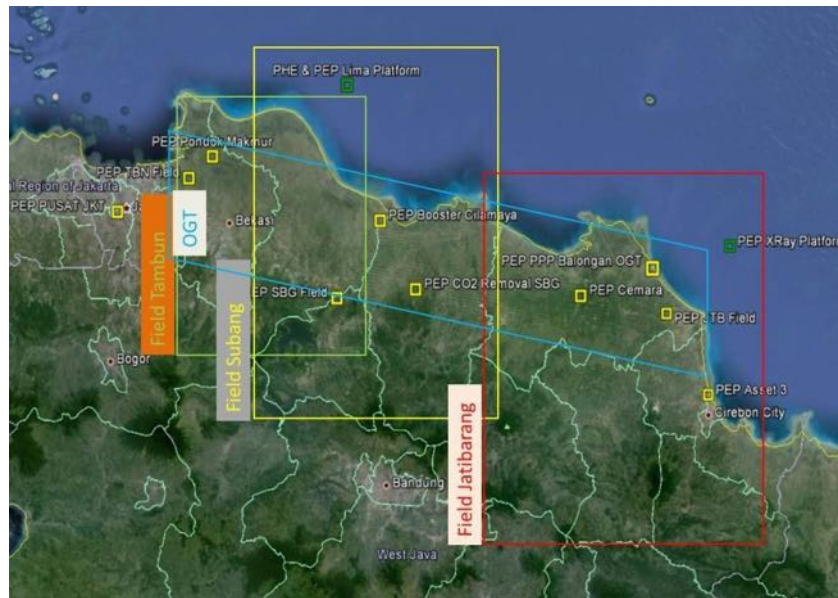 PHE & PEP Lima Platform
PEP Pondok Makmur
PEP TBN Field
al Region of Jakarta
PEP PUSAT JKT
Bekasi
PEP Booster Cilamaya
PEP XRay Platform
PEP PPP Balongan OGT
PEP CO2 Removal SBG
PEP Cemara
EP SBG Field
PEP JTB Field
Bogor
PEP Asset 3
Cirebon City
Bandung
West Java
OGT
Field Tambun
Field Subang
Field Jatibarang